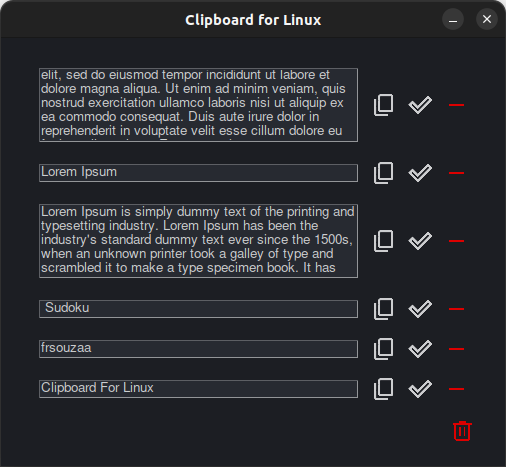 Clipboard for Linux
elit, sed do eiusmod tempor incididunt ut labore et
dolore magna aliqua. Ut enim ad minim veniam, quis
nostrud exercitation ullamco laboris nisi ut aliquip ex
ea commodo consequat. Duis aute irure dolor in
reprehenderit in voluptate velit esse cillum dolore eu
Lorem Ipsum
Lorem Ipsum is simply dummy text of the printing and
typesetting industry. Lorem Ipsum has been the
industry's standard dummy text ever since the 1500s,
when an unknown printer took a galley of type and
scrambled it to make a type specimen book. It has
Sudoku
frsouzaa
Clipboard For Linux